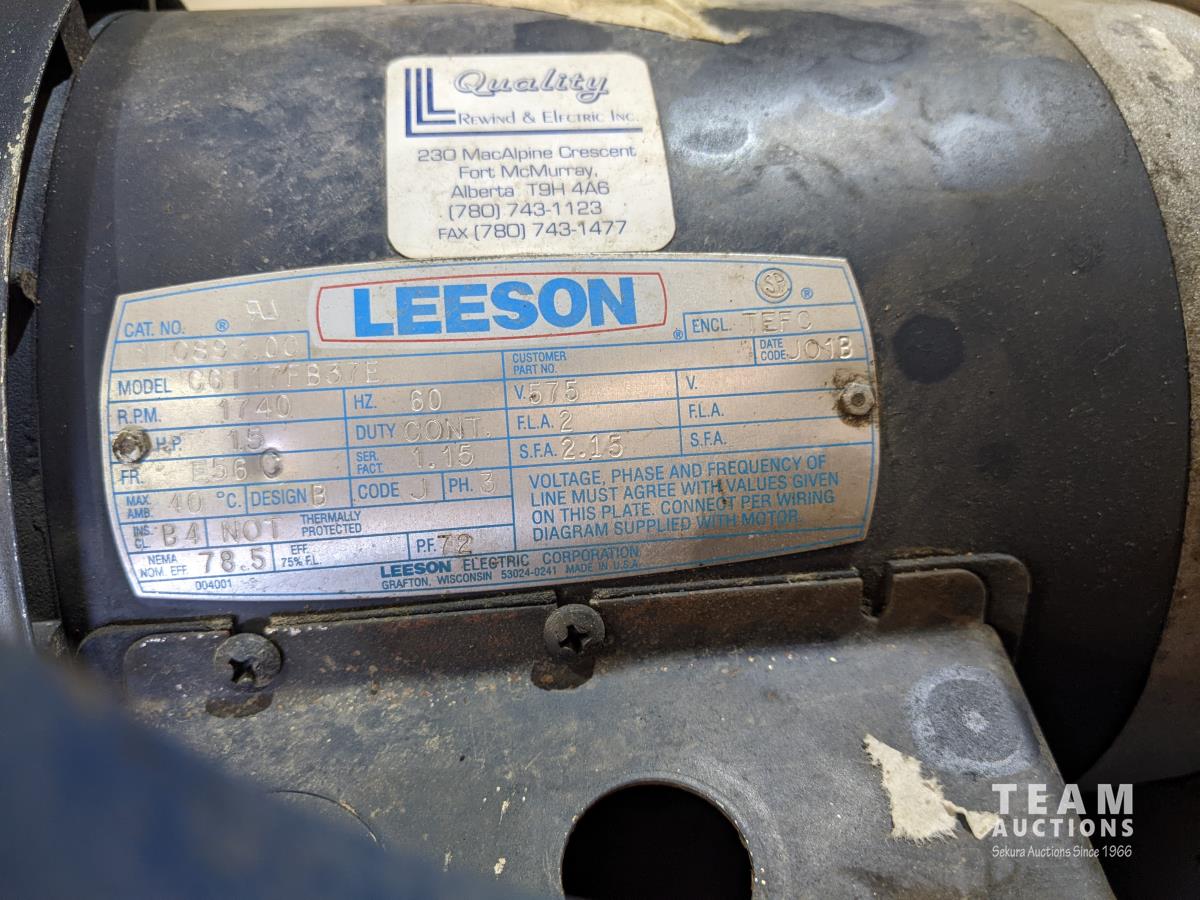 Quality
REWIND & ELECTRIC INC.
230 MacAlpine Crescent
Fort McMurray,
Alberta, T9H 4A6
(780) 743-1123
FAX (780) 743-1477
LEESON ®
S.P. ®
CAT. NO. ®
ENCL. TEFC
CUSTOMER PART NO.
DATE CODE J01B
MODEL
R.P.M. 1740 HZ. 60 V. 575 V.
H.P. 1.5 DUTY CONT. F.L.A. 2 F.L.A.
FR. E56C SER. FACT. 1.15 S.F.A. 2.15 S.F.A.
MAX. AMB. 40 °C. DESIGN B CODE J PH. 3
INS. CL. B4 NOT THERMALLY PROTECTED
NEMA NOM. EFF. 78.5 EFF. 75% F.L. P.F. 72
VOLTAGE, PHASE AND FREQUENCY OF
LINE MUST AGREE WITH VALUES GIVEN
ON THIS PLATE. CONNECT PER WIRING
DIAGRAM SUPPLIED WITH MOTOR.
004001
LEESON ELECTRIC CORPORATION.
GRAFTON, WISCONSIN 53024-0241 MADE IN U.S.A.
TEAM
AUCTIONS
Sekura Auctions Since 1966